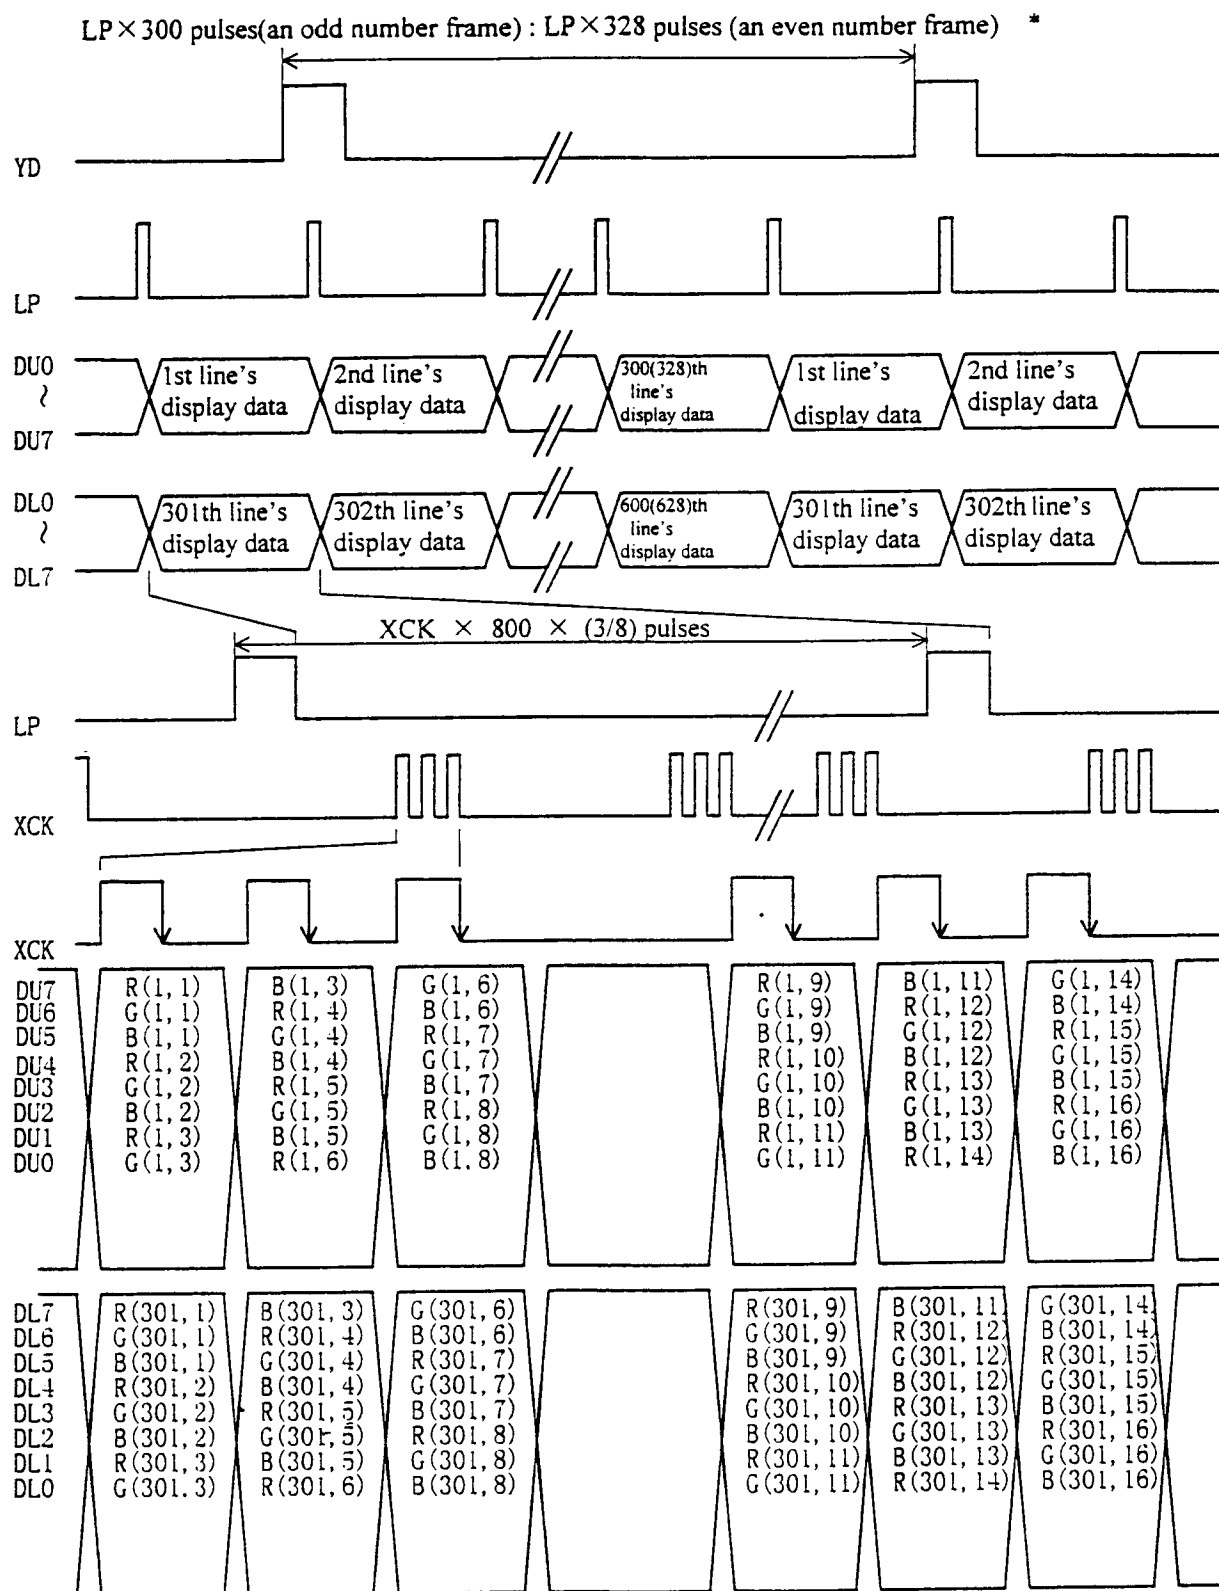 LP×300 pulses(an odd number frame) : LP×328 pulses (an even number frame) *
YD
LP
DU0
~
DU7
1st line's
display data
2nd line's
display data
300(328)th
line's
display data
1st line's
display data
2nd line's
display data
DL0
~
DL7
301th line's
display data
302th line's
display data
600(628)th
line's
display data
301th line's
display data
302th line's
display data
XCK × 800 × (3/8) pulses
LP
XCK
XCK
DU7 R(1,1) B(1,3) G(1,6) R(1,9) B(1,11) G(1,14)
DU6 G(1,1) R(1,4) B(1,6) G(1,9) R(1,12) B(1,14)
DU5 B(1,1) G(1,4) R(1,7) B(1,9) G(1,12) R(1,15)
DU4 R(1,2) B(1,4) G(1,7) R(1,10) B(1,12) G(1,15)
DU3 G(1,2) R(1,5) B(1,7) G(1,10) R(1,13) B(1,15)
DU2 B(1,2) G(1,5) R(1,8) B(1,10) G(1,13) R(1,16)
DU1 R(1,3) B(1,5) G(1,8) R(1,11) B(1,13) G(1,16)
DU0 G(1,3) R(1,6) B(1.8) G(1,11) R(1,14) B(1,16)
DL7 R(301,1) B(301,3) G(301,6) R(301,9) B(301,11) G(301,14)
DL6 G(301,1) R(301,4) B(301,6) G(301,9) R(301,12) B(301,14)
DL5 B(301,1) G(301,4) R(301,7) B(301,9) G(301,12) R(301,15)
DL4 R(301,2) B(301,4) G(301,7) R(301,10) B(301,12) G(301,15)
DL3 G(301,2) R(301,5) B(301,7) G(301,10) R(301,13) B(301,15)
DL2 B(301,2) G(301,5) R(301,8) B(301,10) G(301,13) R(301,16)
DL1 R(301,3) B(301,5) G(301,8) R(301,11) B(301,13) G(301,16)
DL0 G(301.3) R(301,6) B(301,8) G(301,11) R(301,14) B(301,16)